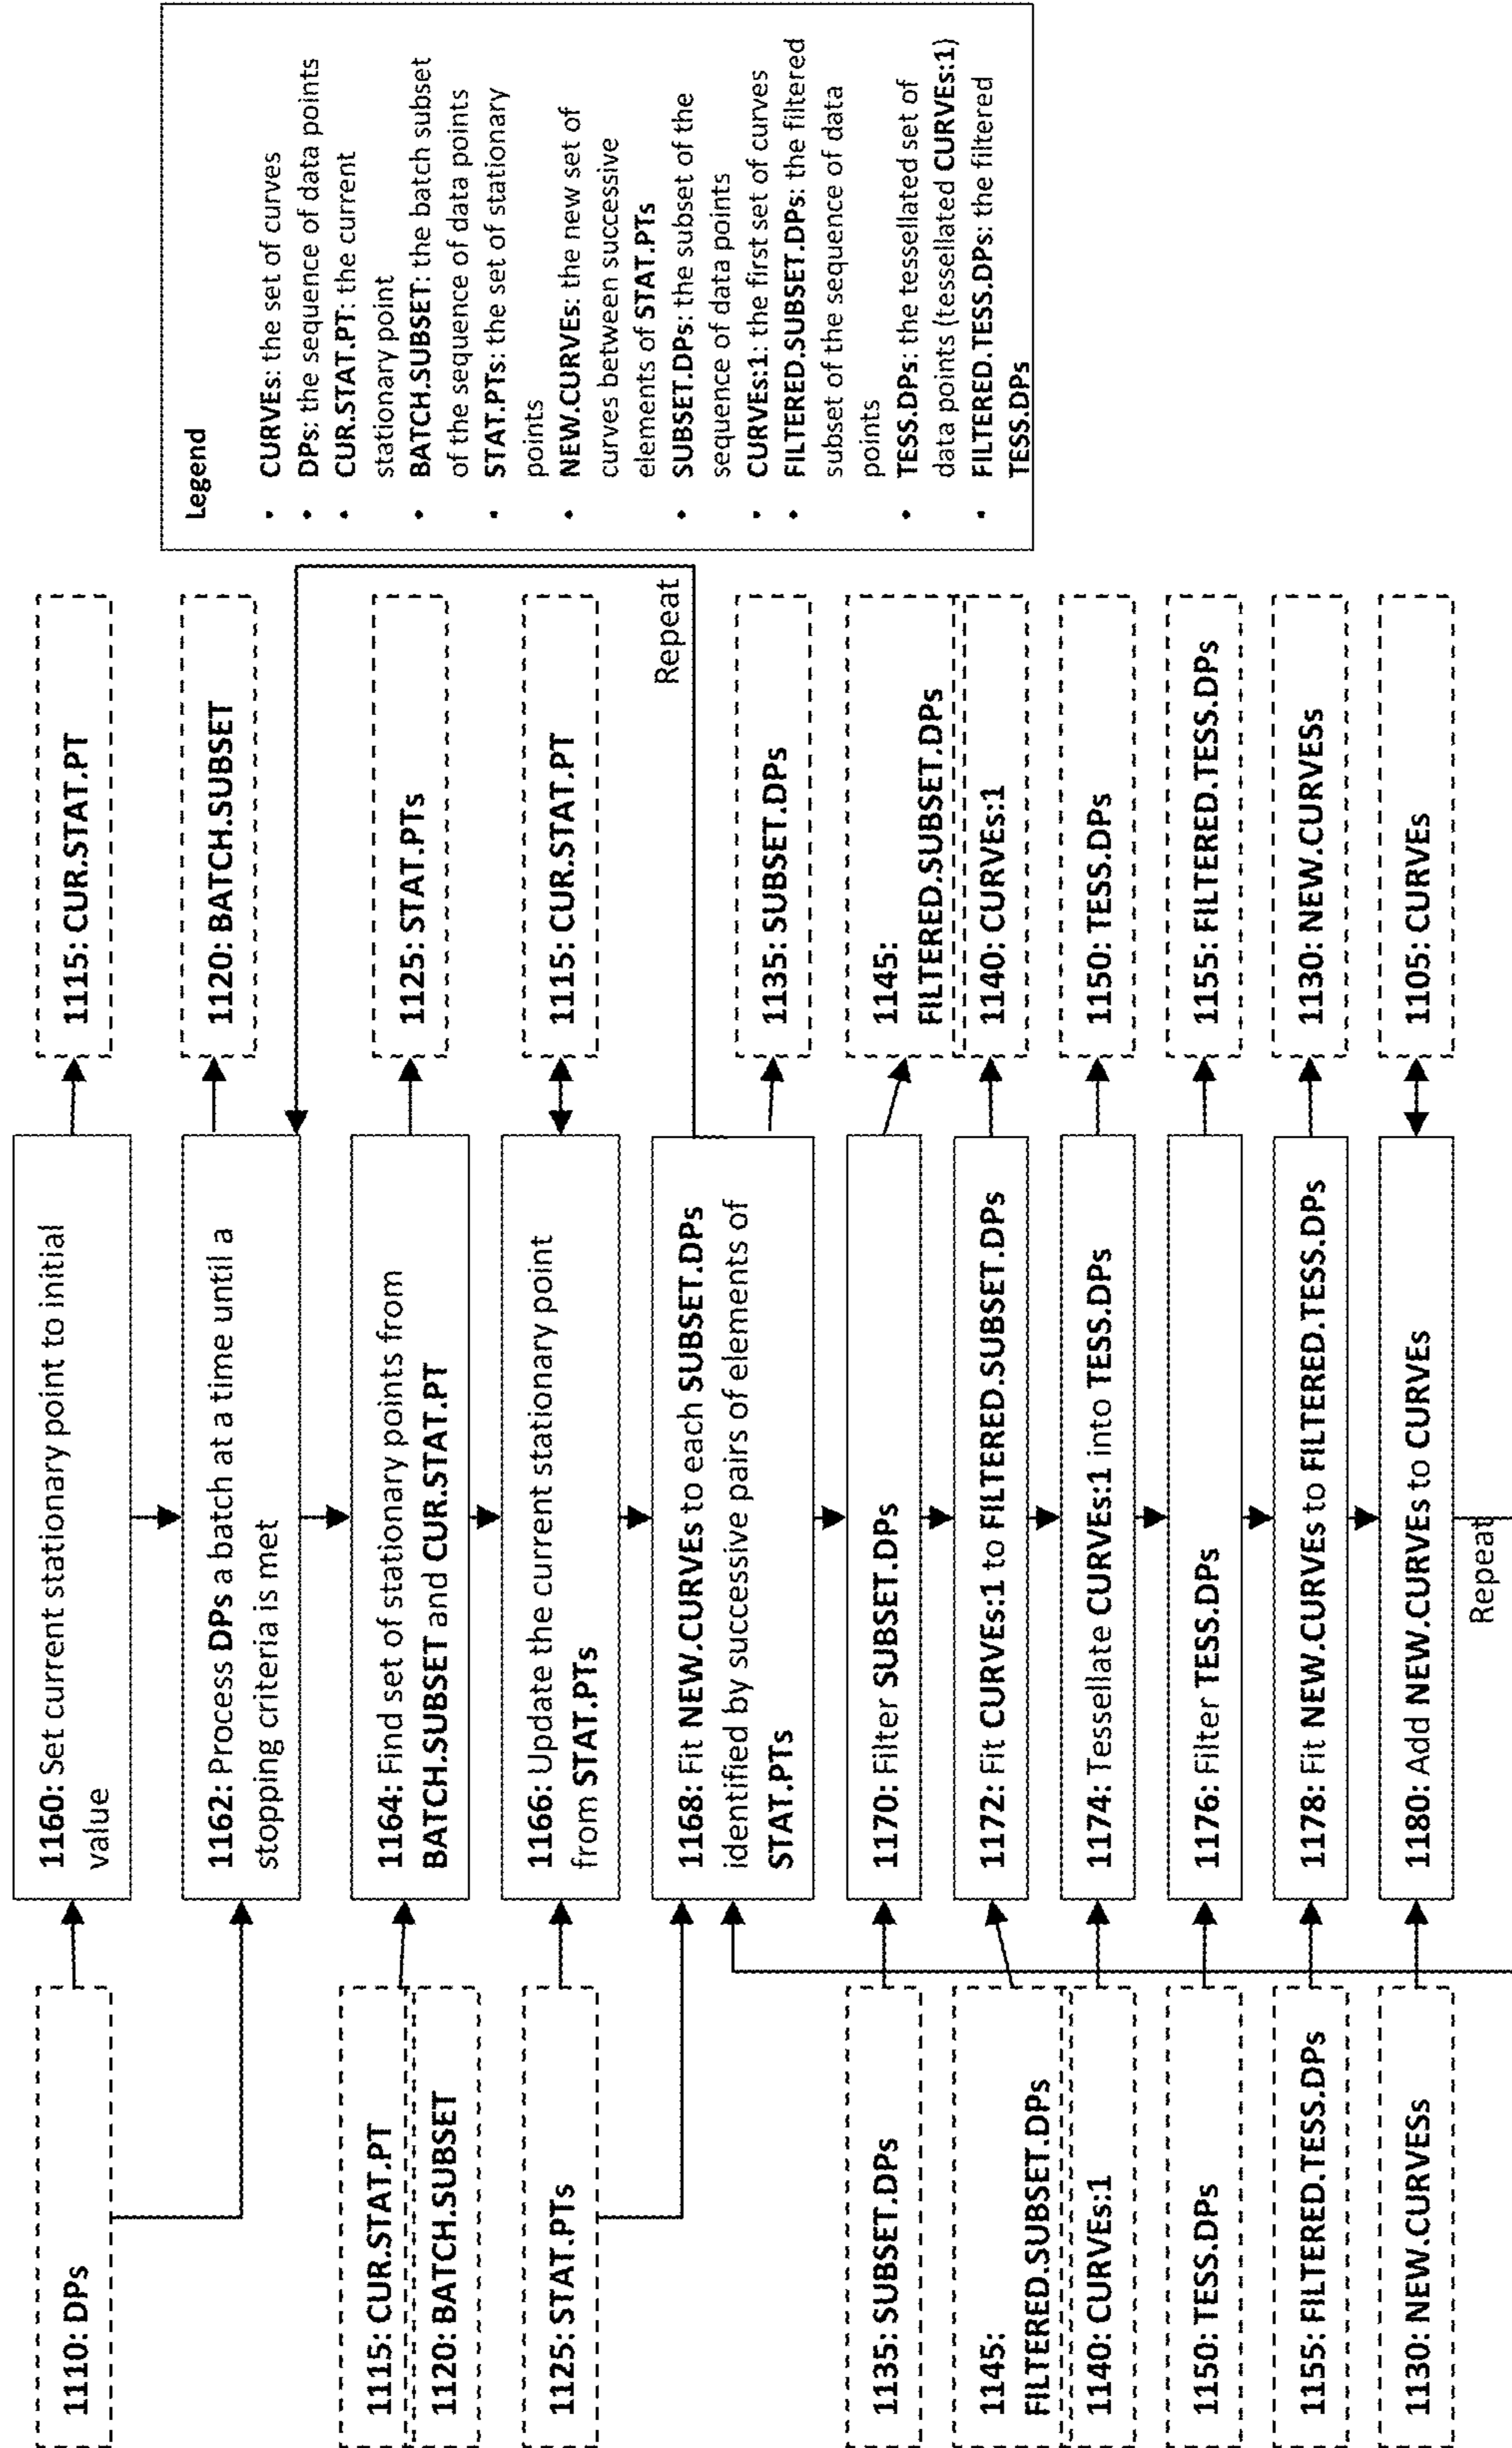 1110: DPs
1160: Set current stationary point to initial
value
1115: CUR.STAT.PT
1162: Process DPs a batch at a time until a
stopping criteria is met
1120: BATCH.SUBSET
1115: CUR.STAT.PT
1120: BATCH.SUBSET
1164: Find set of stationary points from
BATCH.SUBSET and CUR.STAT.PT
1125: STAT.PTs
1125: STAT.PTs
1166: Update the current stationary point
from STAT.PTs
1115: CUR.STAT.PT
1168: Fit NEW.CURVEs to each SUBSET.DPs
identified by successive pairs of elements of
STAT.PTs
Repeat
1135: SUBSET.DPs
1135: SUBSET.DPs
1170: Filter SUBSET.DPs
1145:
FILTERED.SUBSET.DPs
1145:
FILTERED.SUBSET.DPs
1172: Fit CURVEs:1 to FILTERED.SUBSET.DPs
1140: CURVEs:1
1140: CURVEs:1
1174: Tessellate CURVEs:1 into TESS.DPs
1150: TESS.DPs
1150: TESS.DPs
1176: Filter TESS.DPs
1155: FILTERED.TESS.DPs
1155: FILTERED.TESS.DPs
1178: Fit NEW.CURVEs to FILTERED.TESS.DPs
1130: NEW.CURVESs
1130: NEW.CURVESs
1180: Add NEW.CURVEs to CURVEs
1105: CURVEs
Repeat
Legend
• CURVEs: the set of curves
• DPs: the sequence of data points
• CUR.STAT.PT: the current
stationary point
• BATCH.SUBSET: the batch subset
of the sequence of data points
• STAT.PTs: the set of stationary
points
• NEW.CURVEs: the new set of
curves between successive
elements of STAT.PTs
• SUBSET.DPs: the subset of the
sequence of data points
• CURVEs:1: the first set of curves
• FILTERED.SUBSET.DPs: the filtered
subset of the sequence of data
points
• TESS.DPs: the tessellated set of
data points (tessellated CURVEs:1)
• FILTERED.TESS.DPs: the filtered
TESS.DPs